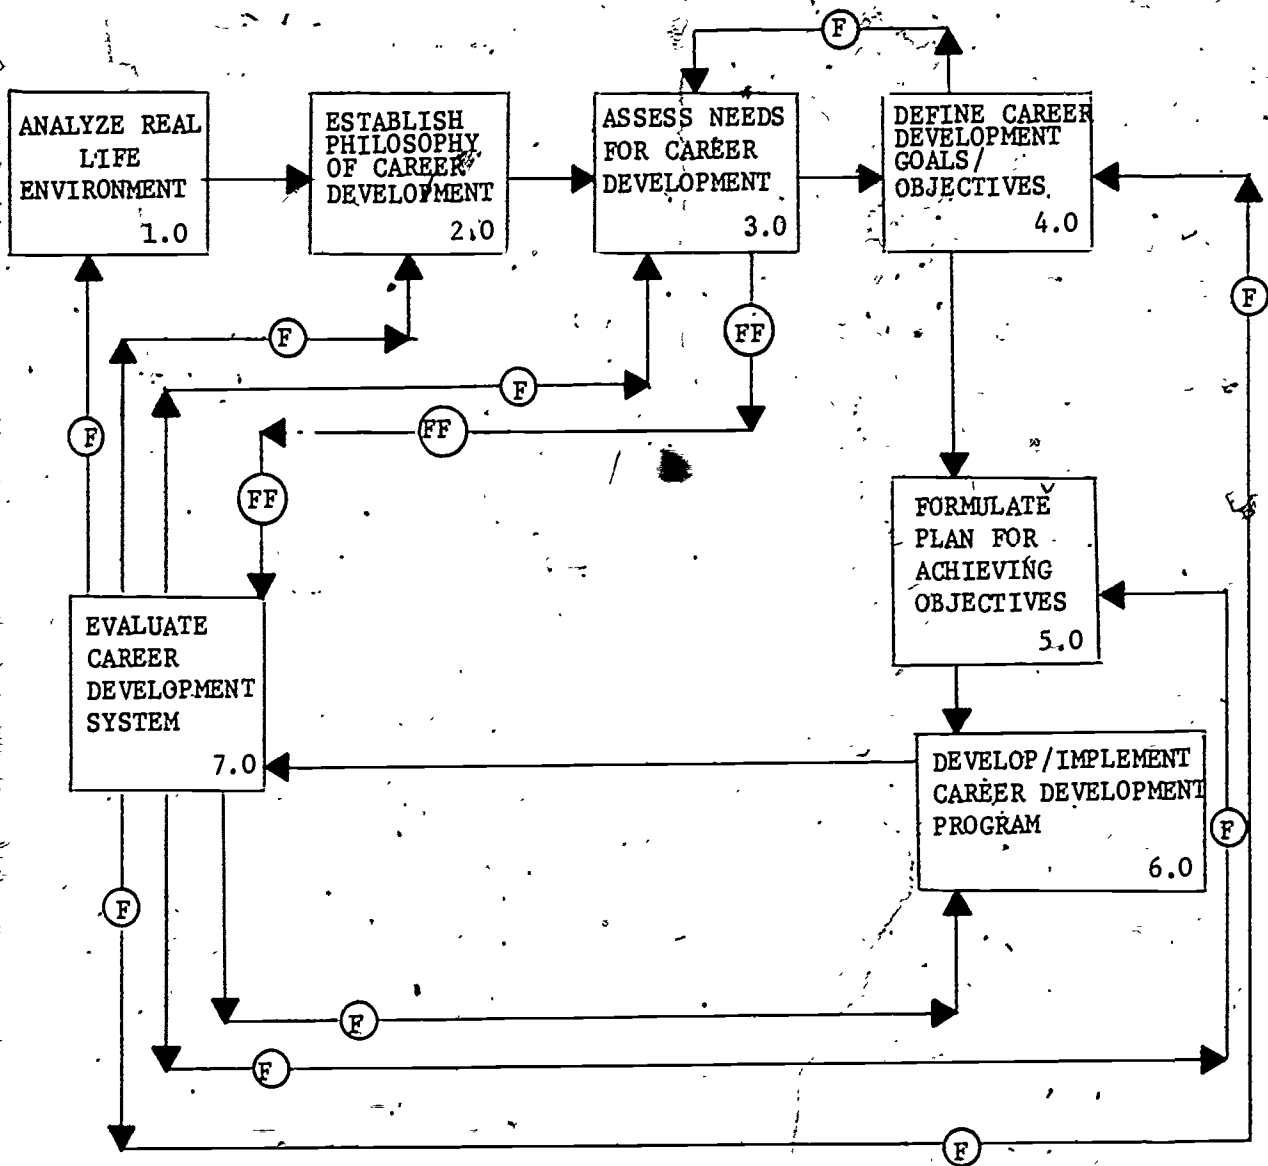 F
ANALYZE REAL
LIFE
ENVIRONMENT
1.0
ESTABLISH
PHILOSOPHY
OF CAREER
DEVELOPMENT
2.0
ASSESS NEEDS
FOR CAREER
DEVELOPMENT
3.0
DEFINE CAREER
DEVELOPMENT
GOALS/
OBJECTIVES
4.0
F
F
FF
F
F
FF
FF
FORMULATE
PLAN FOR
ACHIEVING
OBJECTIVES
5.0
EVALUATE
CAREER
DEVELOPMENT
SYSTEM
7.0
DEVELOP/IMPLEMENT
CAREER DEVELOPMENT
PROGRAM
6.0
F
F
F
F
F